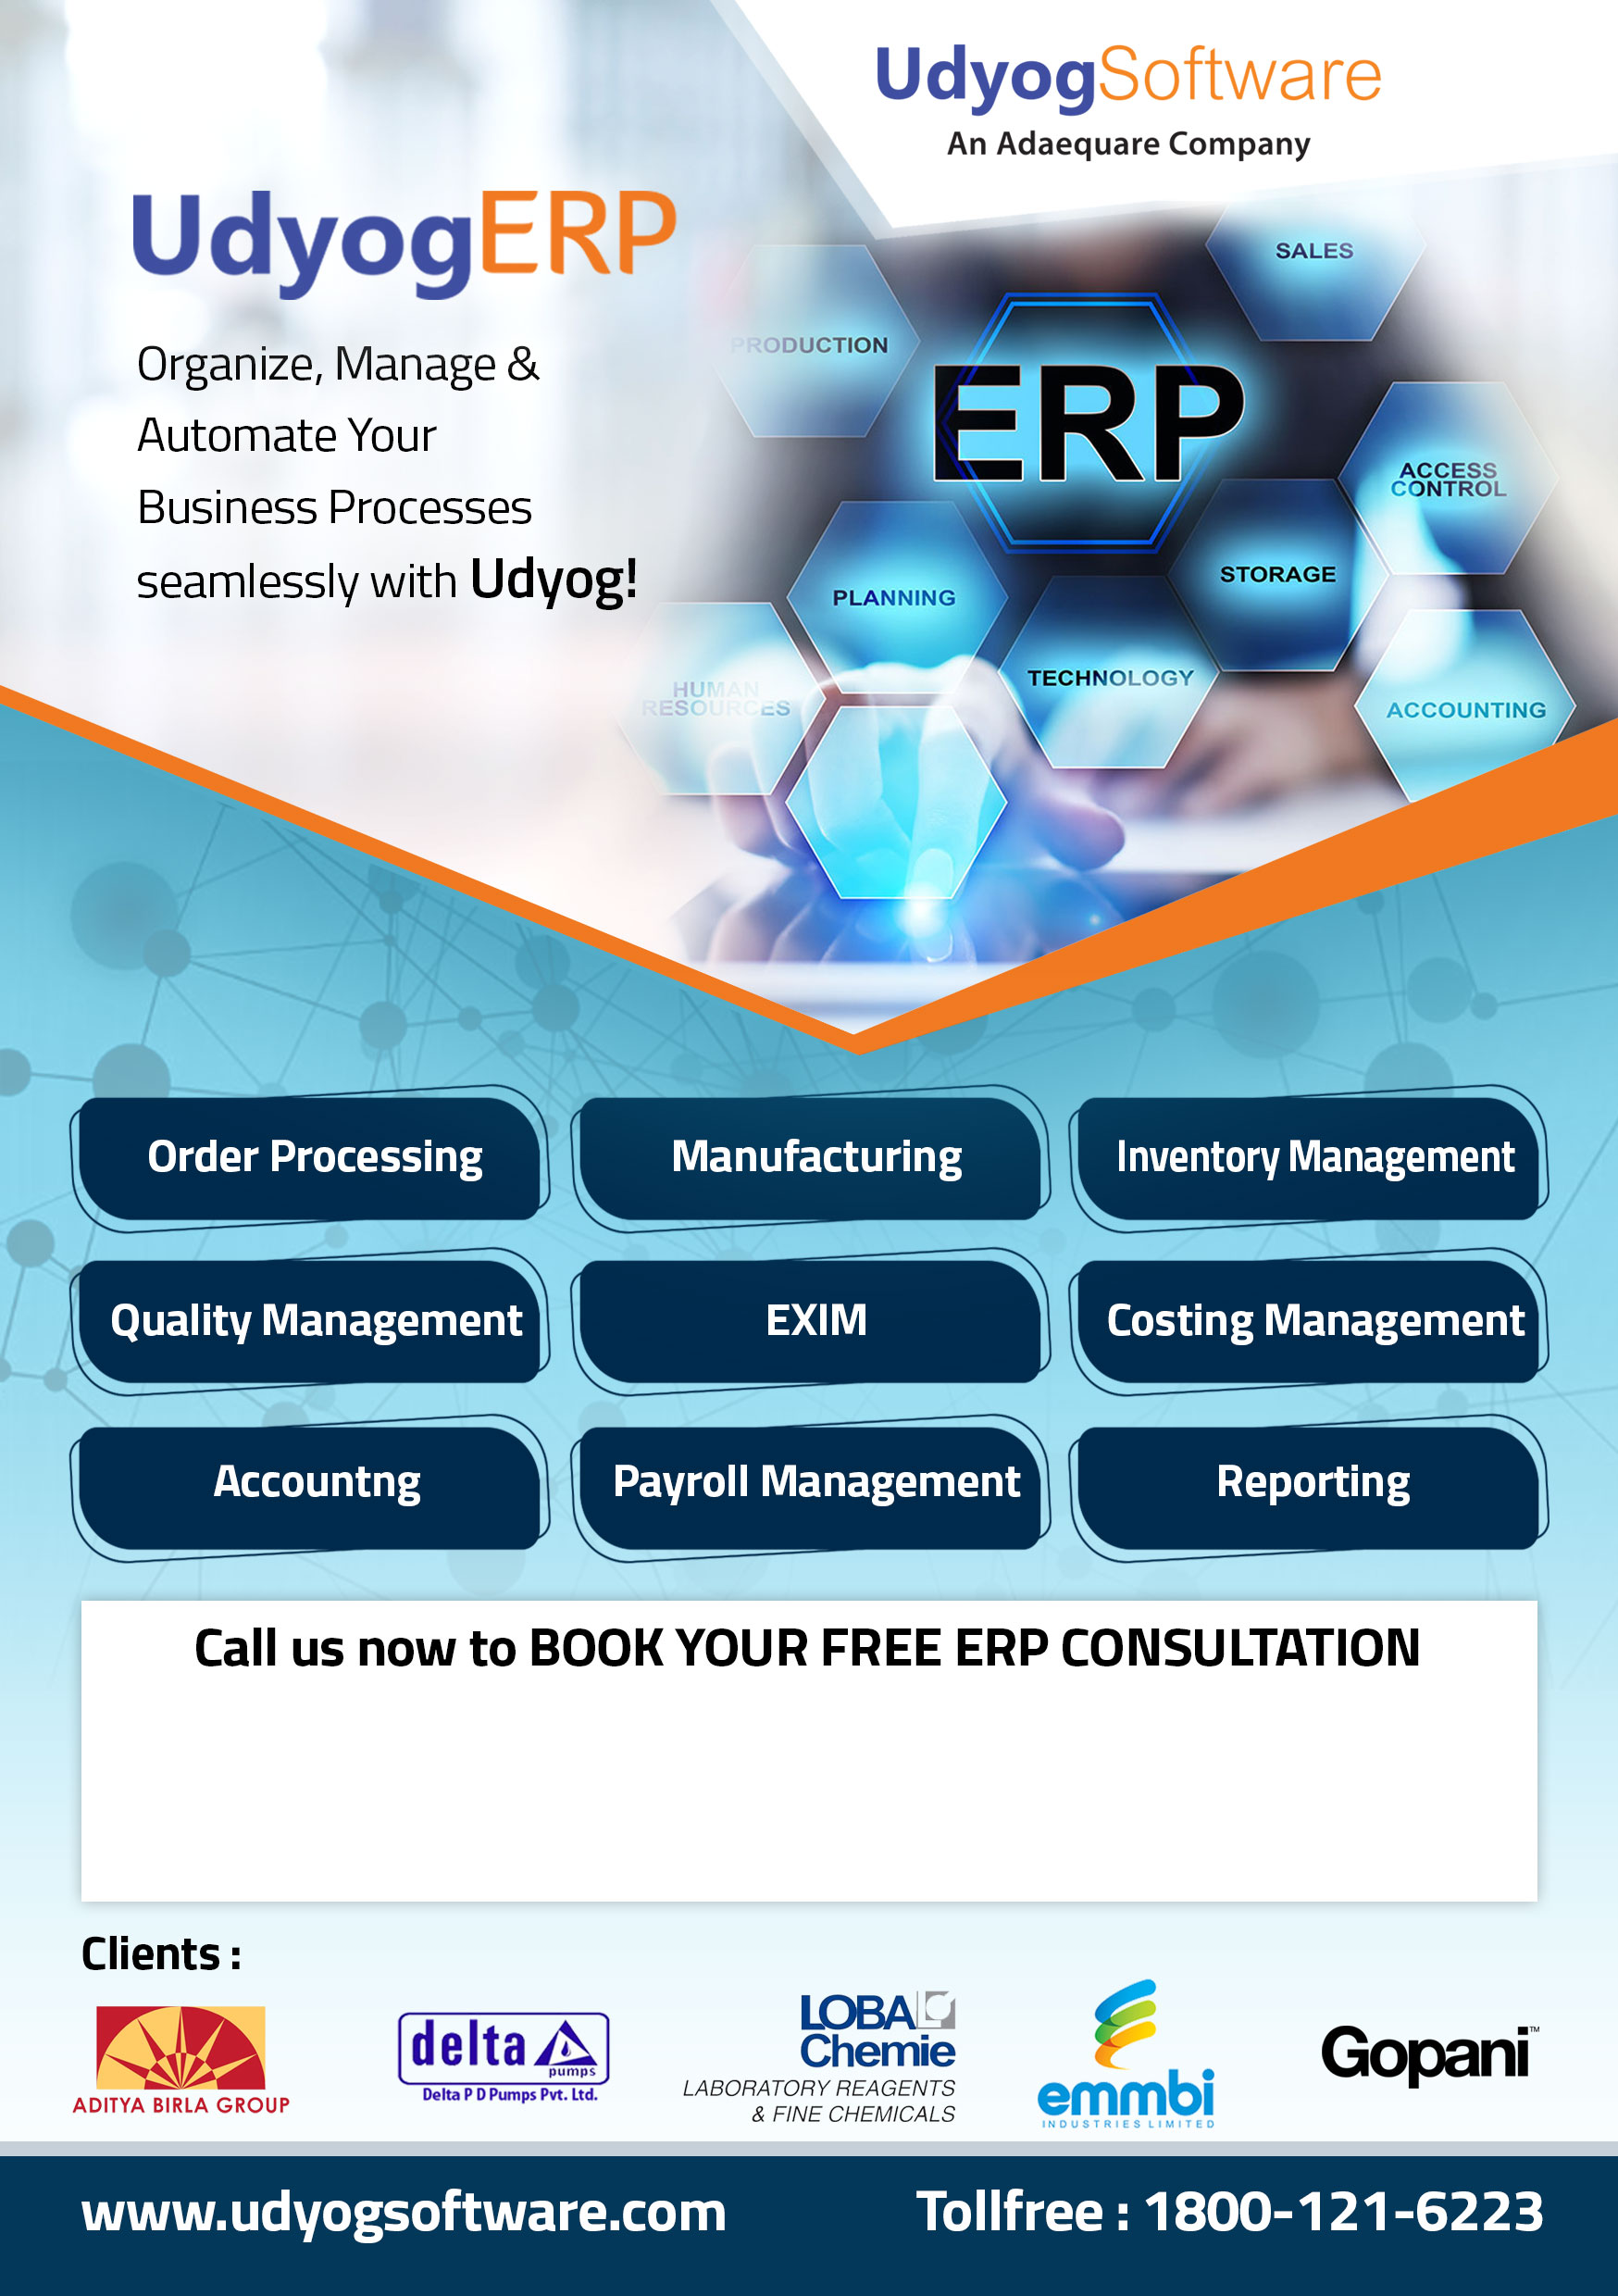 UdyogSoftware
An Adaequare Company
UdyogERP
Organize, Manage &
Automate Your
Business Processes
seamlessly with Udyog!
SALES
PRODUCTION
ERP
ACCESS
CONTROL
STORAGE
PLANNING
TECHNOLOGY
HUMAN
RESOURCES
ACCOUNTING
Order Processing
Manufacturing
Inventory Management
Quality Management
EXIM
Costing Management
Accountng
Payroll Management
Reporting
Call us now to BOOK YOUR FREE ERP CONSULTATION
Clients :
ADITYA BIRLA GROUP
delta
pumps
Delta P D Pumps Pvt. Ltd.
LOBA
Chemie
LABORATORY REAGENTS
& FINE CHEMICALS
emmbi
INDUSTRIES LIMITED
Gopani™
www.udyogsoftware.com
Tollfree : 1800-121-6223